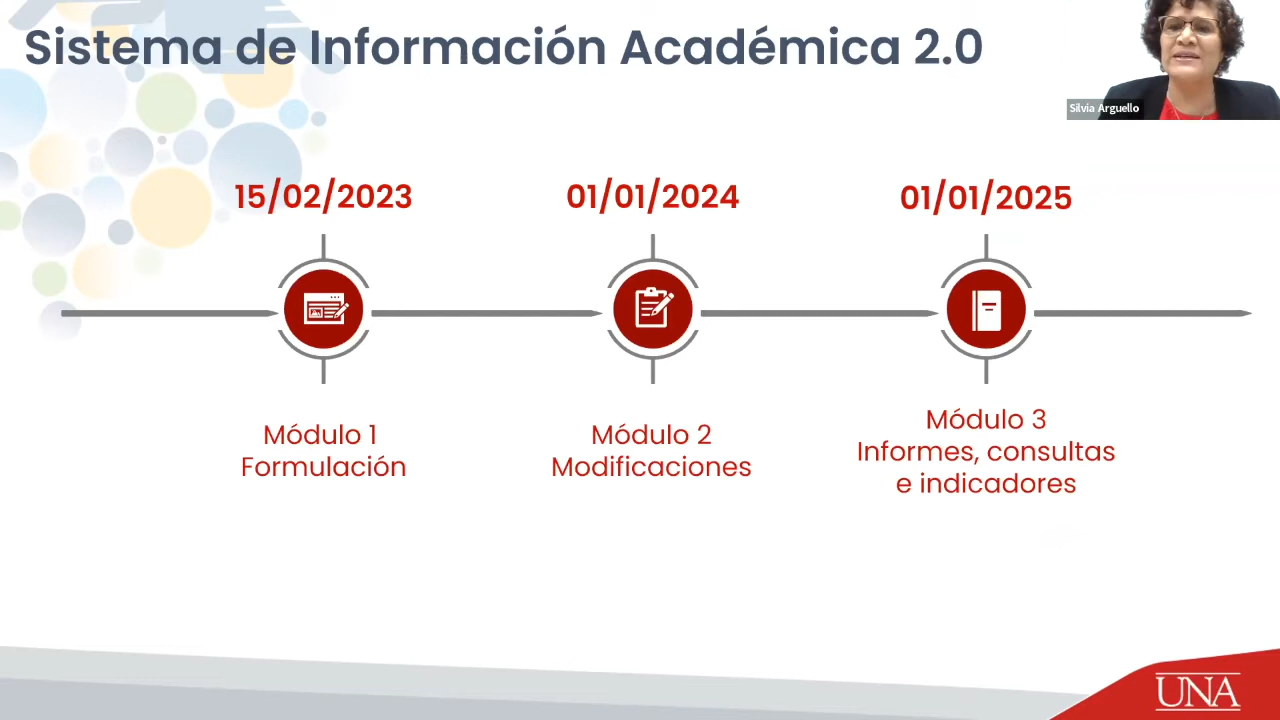 Sistema de Información Académica 2.0
Silvia Arguello
15/02/2023
01/01/2024
01/01/2025
Módulo 1
Formulación
Módulo 2
Modificaciones
Módulo 3
Informes, consultas
e indicadores
UNA